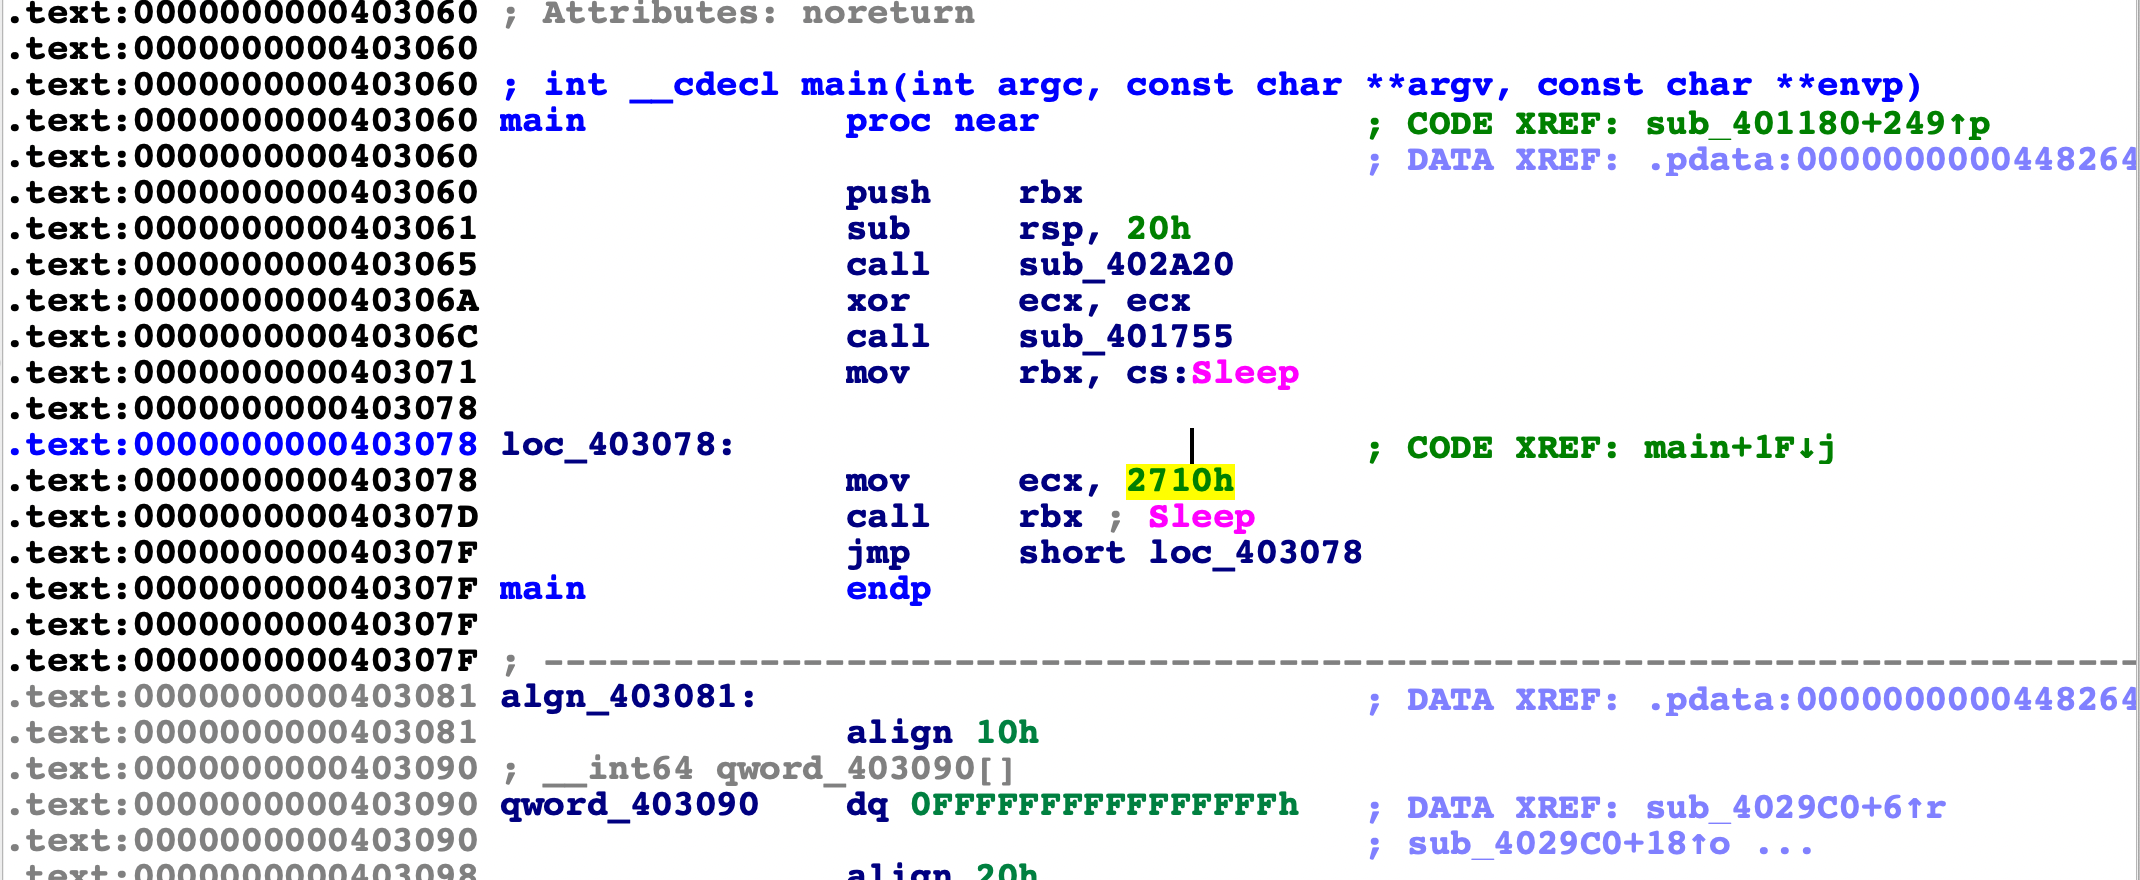 .text:0000000000403060 ; Attributes: noreturn
.text:0000000000403060
.text:0000000000403060 ; int __cdecl main(int argc, const char **argv, const char **envp)
.text:0000000000403060 main            proc near               ; CODE XREF: sub_401180+249↑p
.text:0000000000403060                                         ; DATA XREF: .pdata:0000000000448264
.text:0000000000403060                 push    rbx
.text:0000000000403061                 sub     rsp, 20h
.text:0000000000403065                 call    sub_402A20
.text:000000000040306A                 xor     ecx, ecx
.text:000000000040306C                 call    sub_401755
.text:0000000000403071                 mov     rbx, cs:Sleep
.text:0000000000403078
.text:0000000000403078 loc_403078:                             ; CODE XREF: main+1F↓j
.text:0000000000403078                 mov     ecx, 2710h
.text:000000000040307D                 call    rbx ; Sleep
.text:000000000040307F                 jmp     short loc_403078
.text:000000000040307F main            endp
.text:000000000040307F
.text:000000000040307F ; --------------------------------------------------------------------------
.text:0000000000403081 algn_403081:                            ; DATA XREF: .pdata:0000000000448264
.text:0000000000403081                 align 10h
.text:0000000000403090 ; __int64 qword_403090[]
.text:0000000000403090 qword_403090    dq 0FFFFFFFFFFFFFFFFh   ; DATA XREF: sub_4029C0+6↑r
.text:0000000000403090                                         ; sub_4029C0+18↑o ...
.text:0000000000403098                 align 20h